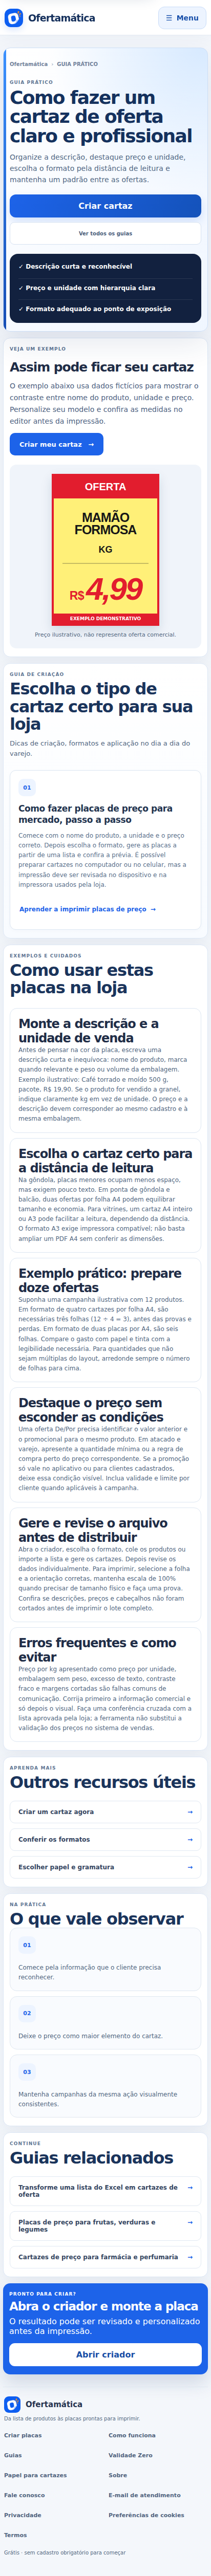 Ofertamática
☰ Menu
Ofertamática › GUIA PRÁTICO
GUIA PRÁTICO
Como fazer um
cartaz de oferta
claro e profissional
Organize a descrição, destaque preço e unidade,
escolha o formato pela distância de leitura e
mantenha um padrão entre as ofertas.
Criar cartaz
Ver todos os guias
✓ Descrição curta e reconhecível
✓ Preço e unidade com hierarquia clara
✓ Formato adequado ao ponto de exposição
VEJA UM EXEMPLO
Assim pode ficar seu cartaz
O exemplo abaixo usa dados fictícios para mostrar o
contraste entre nome do produto, unidade e preço.
Personalize seu modelo e confira as medidas no
editor antes da impressão.
Criar meu cartaz →
OFERTA
MAMÃO
FORMOSA
KG
R$ 4,99
EXEMPLO DEMONSTRATIVO
Preço ilustrativo, não representa oferta comercial.
GUIA DE CRIAÇÃO
Escolha o tipo de
cartaz certo para sua
loja
Dicas de criação, formatos e aplicação no dia a dia do
varejo.
01
Como fazer placas de preço para
mercado, passo a passo
Comece com o nome do produto, a unidade e o preço
correto. Depois escolha o formato, gere as placas a
partir de uma lista e confira a prévia. É possível
preparar cartazes no computador ou no celular, mas a
impressão deve ser revisada no dispositivo e na
impressora usados pela loja.
Aprender a imprimir placas de preço →
EXEMPLOS E CUIDADOS
Como usar estas
placas na loja
Monte a descrição e a
unidade de venda
Antes de pensar na cor da placa, escreva uma
descrição curta e inequívoca: nome do produto, marca
quando relevante e peso ou volume da embalagem.
Exemplo ilustrativo: Café torrado e moído 500 g,
pacote, R$ 19,90. Se o produto for vendido a granel,
indique claramente kg em vez de unidade. O preço e a
descrição devem corresponder ao mesmo cadastro e à
mesma embalagem.
Escolha o cartaz certo para
a distância de leitura
Na gôndola, placas menores ocupam menos espaço,
mas exigem pouco texto. Em ponta de gôndola e
balcão, duas ofertas por folha A4 podem equilibrar
tamanho e economia. Para vitrines, um cartaz A4 inteiro
ou A3 pode facilitar a leitura, dependendo da distância.
O formato A3 exige impressora compatível; não basta
ampliar um PDF A4 sem conferir as dimensões.
Exemplo prático: prepare
doze ofertas
Suponha uma campanha ilustrativa com 12 produtos.
Em formato de quatro cartazes por folha A4, são
necessárias três folhas (12 ÷ 4 = 3), antes das provas e
perdas. Em formato de duas placas por A4, são seis
folhas. Compare o gasto com papel e tinta com a
legibilidade necessária. Para quantidades que não
sejam múltiplas do layout, arredonde sempre o número
de folhas para cima.
Destaque o preço sem
esconder as condições
Uma oferta De/Por precisa identificar o valor anterior e
o promocional para o mesmo produto. Em atacado e
varejo, apresente a quantidade mínima ou a regra de
compra perto do preço correspondente. Se a promoção
só vale no aplicativo ou para clientes cadastrados,
deixe essa condição visível. Inclua validade e limite por
cliente quando aplicáveis à campanha.
Gere e revise o arquivo
antes de distribuir
Abra o criador, escolha o formato, cole os produtos ou
importe a lista e gere os cartazes. Depois revise os
dados individualmente. Para imprimir, selecione a folha
e a orientação corretas, mantenha escala de 100%
quando precisar de tamanho físico e faça uma prova.
Confira se descrições, preços e cabeçalhos não foram
cortados antes de imprimir o lote completo.
Erros frequentes e como
evitar
Preço por kg apresentado como preço por unidade,
embalagem sem peso, excesso de texto, contraste
fraco e margens cortadas são falhas comuns de
comunicação. Corrija primeiro a informação comercial e
só depois o visual. Faça uma conferência cruzada com a
lista aprovada pela loja; a ferramenta não substitui a
validação dos preços no sistema de vendas.
APRENDA MAIS
Outros recursos úteis
Criar um cartaz agora →
Conferir os formatos →
Escolher papel e gramatura →
NA PRÁTICA
O que vale observar
01
Comece pela informação que o cliente precisa
reconhecer.
02
Deixe o preço como maior elemento do cartaz.
03
Mantenha campanhas da mesma ação visualmente
consistentes.
CONTINUE
Guias relacionados
Transforme uma lista do Excel em cartazes de →
oferta
Placas de preço para frutas, verduras e →
legumes
Cartazes de preço para farmácia e perfumaria →
PRONTO PARA CRIAR?
Abra o criador e monte a placa
O resultado pode ser revisado e personalizado
antes da impressão.
Abrir criador
Ofertamática
Da lista de produtos às placas prontas para imprimir.
Criar placas
Como funciona
Guias
Validade Zero
Papel para cartazes
Sobre
Fale conosco
E-mail de atendimento
Privacidade
Preferências de cookies
Termos
Grátis · sem cadastro obrigatório para começar